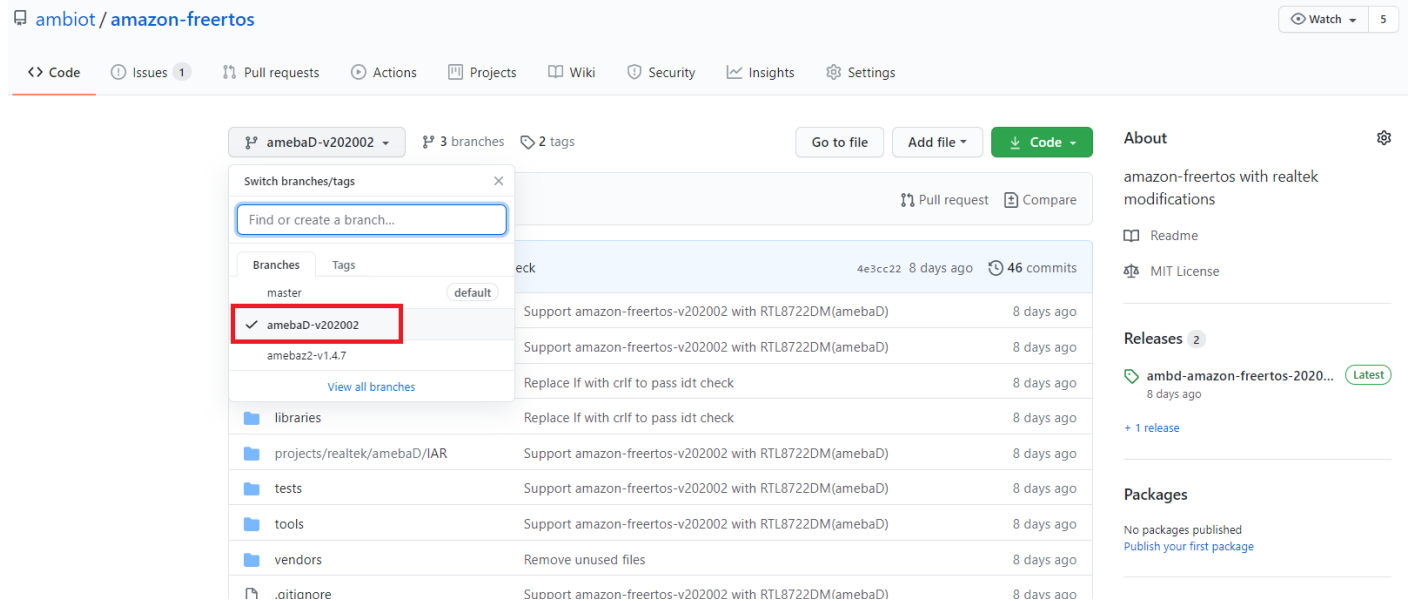 ambiot / amazon-freertos
Watch 5
Code Issues 1 Pull requests Actions Projects Wiki Security Insights Settings
amebaD-v202002 3 branches 2 tags Go to file Add file Code
Switch branches/tags
Find or create a branch...
Branches Tags
master default
amebaD-v202002
amebaz2-v1.4.7
View all branches
Pull request Compare
eck 4e3cc22 8 days ago 46 commits
Support amazon-freertos-v202002 with RTL8722DM(amebaD) 8 days ago
Support amazon-freertos-v202002 with RTL8722DM(amebaD) 8 days ago
Replace lf with crlf to pass idt check 8 days ago
libraries Replace lf with crlf to pass idt check 8 days ago
projects/realtek/amebaD/IAR Support amazon-freertos-v202002 with RTL8722DM(amebaD) 8 days ago
tests Support amazon-freertos-v202002 with RTL8722DM(amebaD) 8 days ago
tools Support amazon-freertos-v202002 with RTL8722DM(amebaD) 8 days ago
vendors Remove unused files 8 days ago
.gitignore Support amazon-freertos-v202002 with RTL8722DM(amebaD) 8 days ago
About
amazon-freertos with realtek
modifications
Readme
MIT License
Releases 2
ambd-amazon-freertos-2020... Latest
8 days ago
+ 1 release
Packages
No packages published
Publish your first package